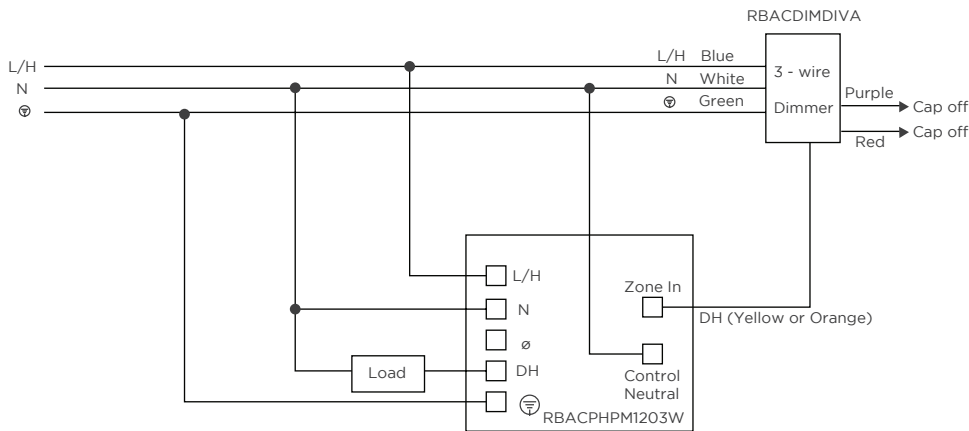 RBACDIMDIVA
L/H
L/H Blue
3 - wire
N
N White
Purple
Green
Dimmer
Cap off
Cap off
Red
L/H
Zone In
N
DH (Yellow or Orange)
ø
Load
DH
Control
Neutral
RBACPHPM1203W